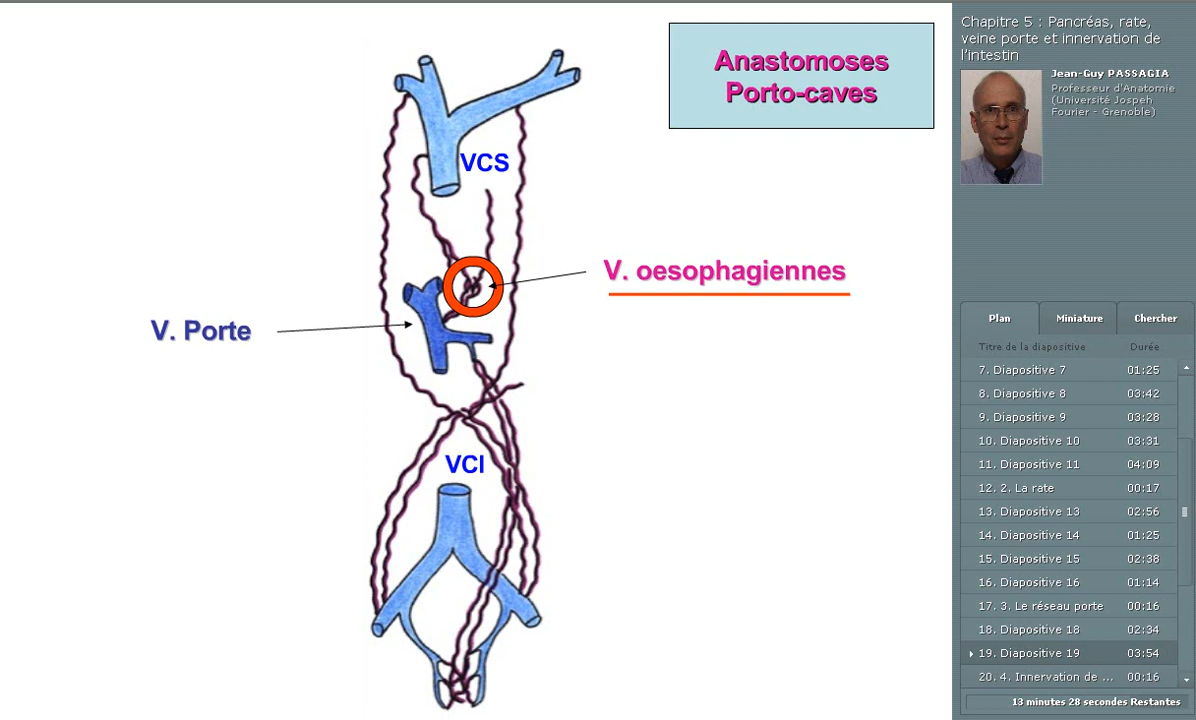 Anastomoses
Porto-caves
VCS
V. oesophagiennes
V. Porte
VCI
Chapitre 5 : Pancréas, rate,
veine porte et innervation de
l'intestin
Jean-Guy PASSAGIA
Professeur d'Anatomie
(Université Jospeh
Fourier - Grenoble)
Plan
Miniature
Chercher
Titre de la diapositive Durée
7. Diapositive 7 01:25
8. Diapositive 8 03:42
9. Diapositive 9 03:28
10. Diapositive 10 03:31
11. Diapositive 11 04:09
12. 2. La rate 00:17
13. Diapositive 13 02:56
14. Diapositive 14 01:25
15. Diapositive 15 02:38
16. Diapositive 16 01:14
17. 3. Le réseau porte 00:16
18. Diapositive 18 02:34
19. Diapositive 19 03:54
20. 4. Innervation de ... 00:16
13 minutes 28 secondes Restantes